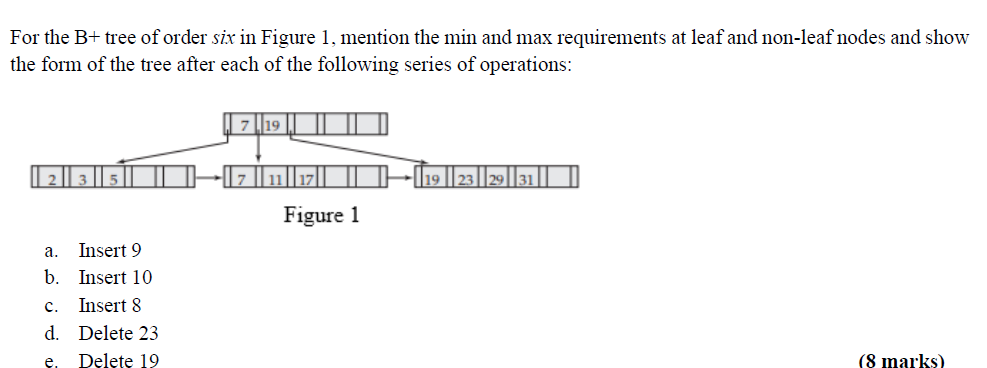 For the B+ tree of order six in Figure 1, mention the min and max requirements at leaf and non-leaf nodes and show
the form of the tree after each of the following series of operations:
7 19
2 3 5 7 11 17 19 23 29 31
Figure 1
a. Insert 9
b. Insert 10
c. Insert 8
d. Delete 23
e. Delete 19 (8 marks)